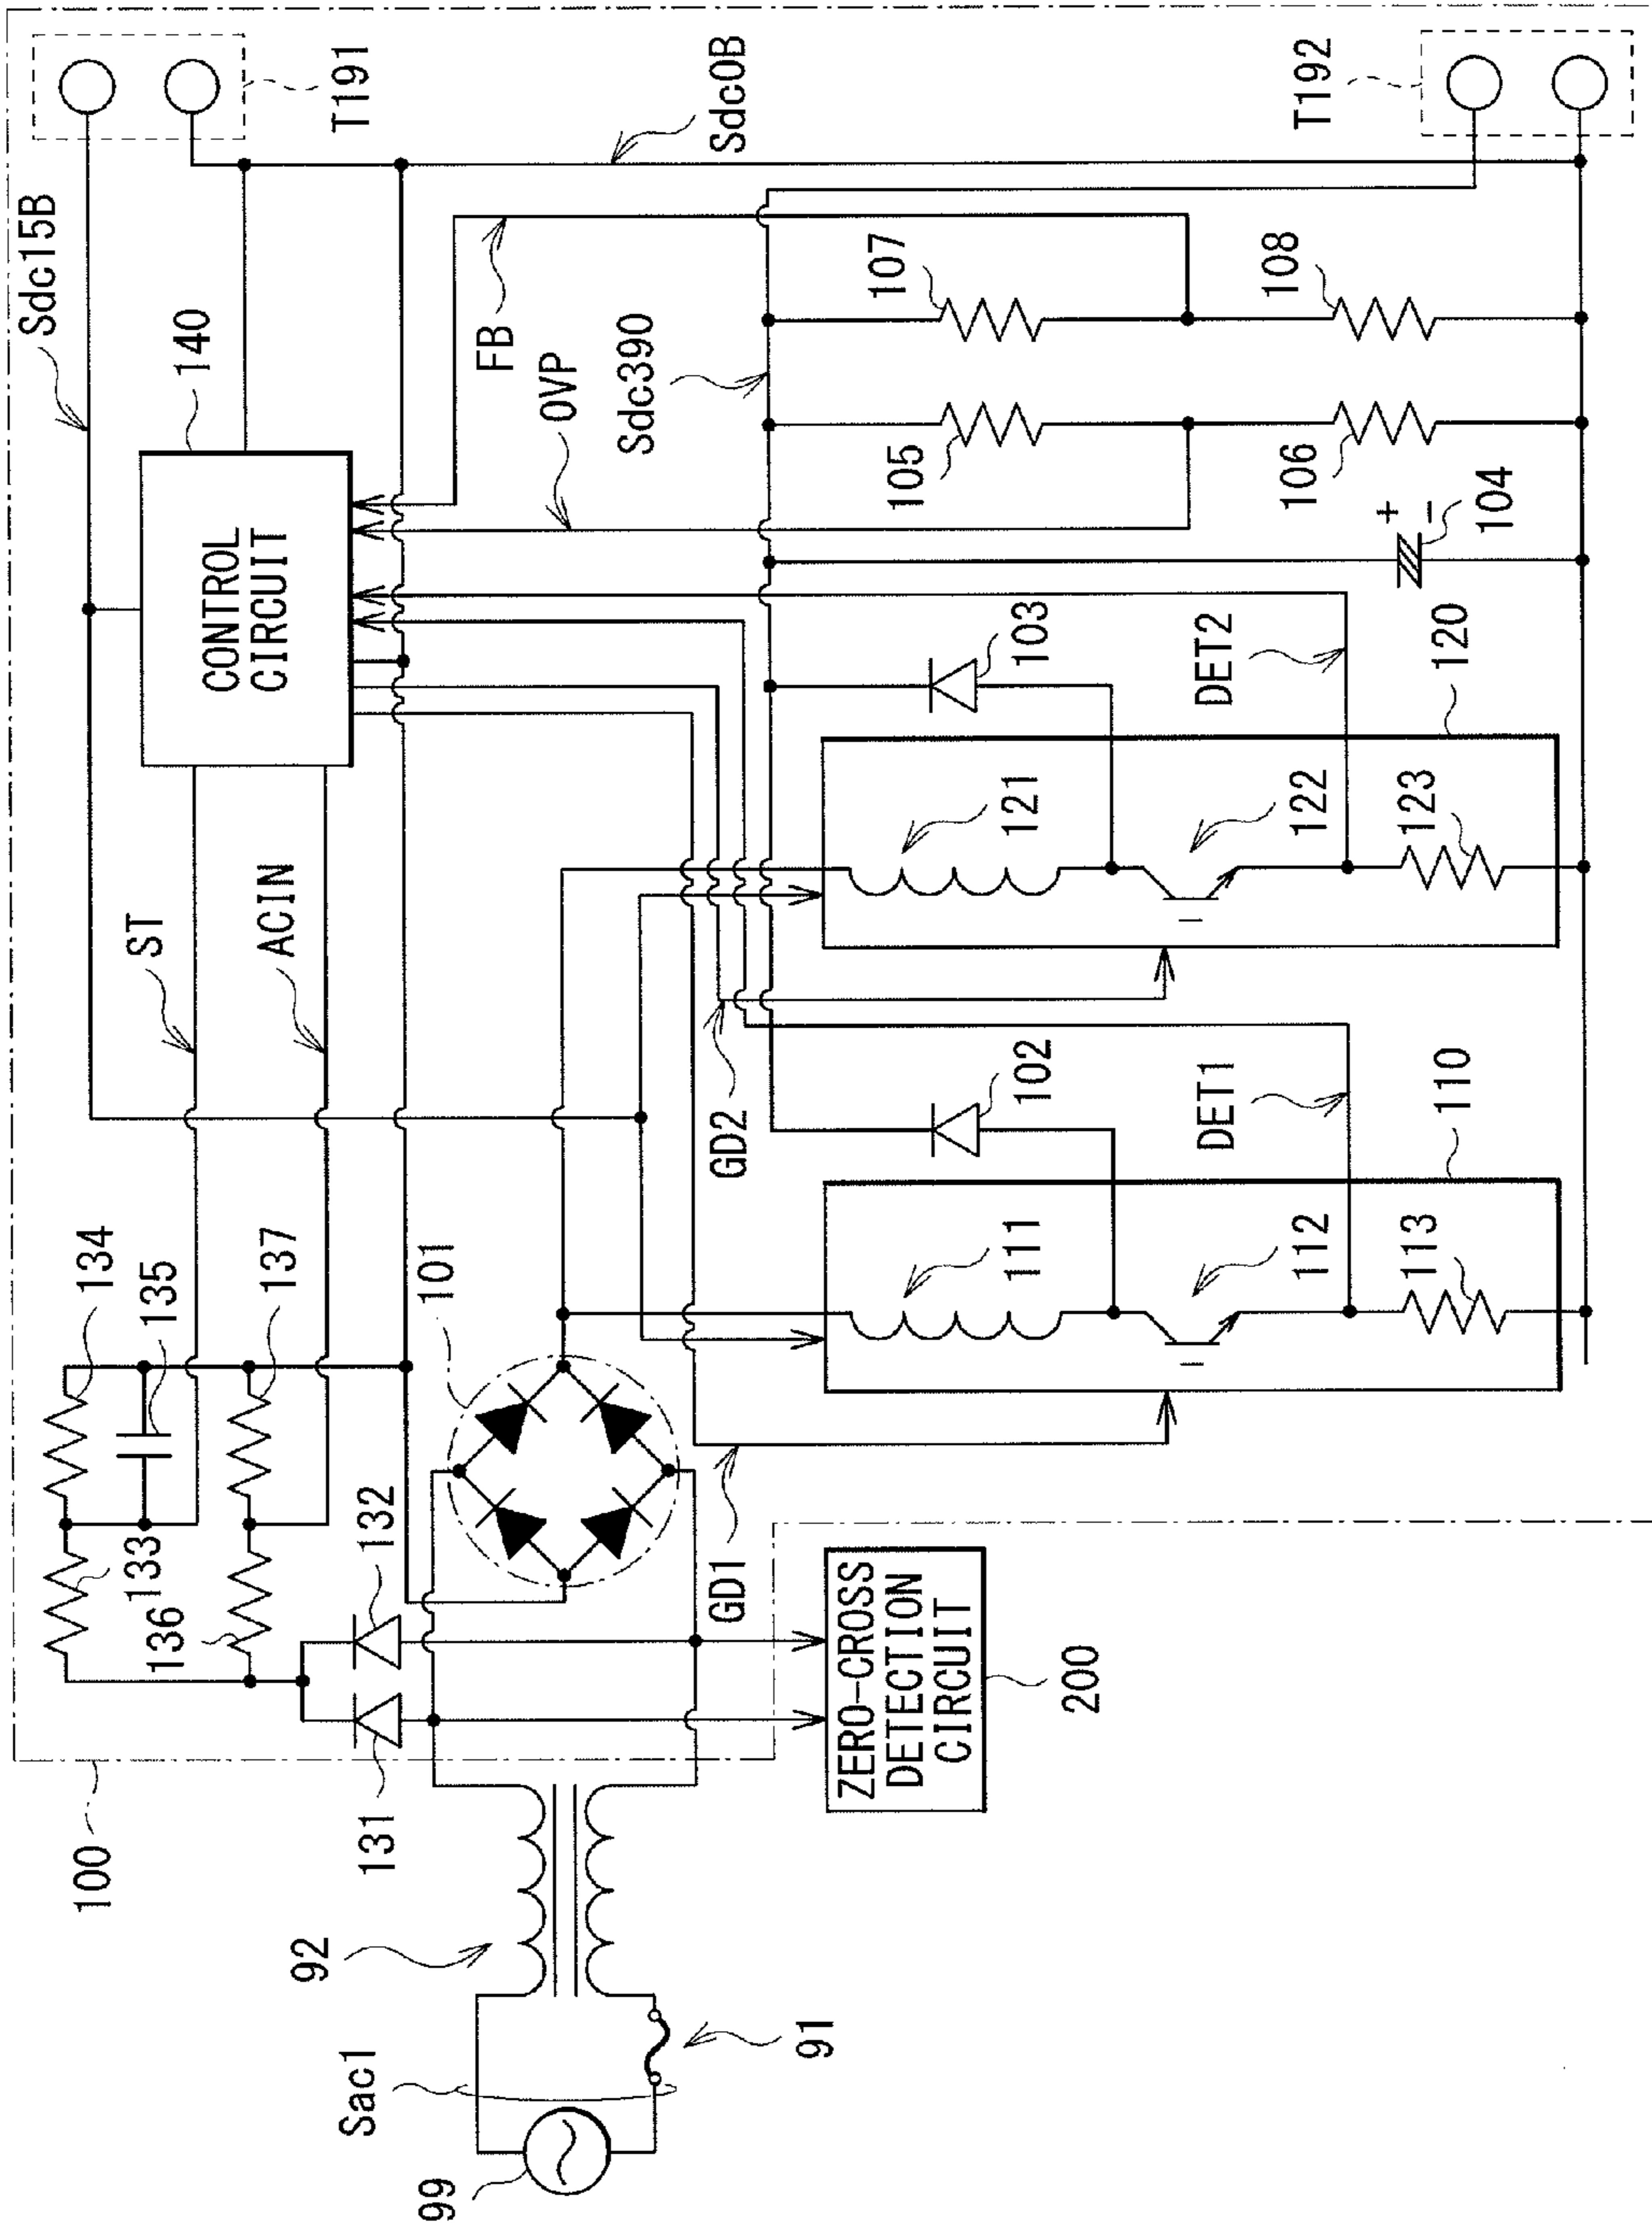 Sdc15B
T191
140
CONTROL
CIRCUIT
ST
ACIN
134
135
137
133
136
132
131
100
101
FB
OVP
Sdc0B
Sdc390
107
108
105
106
T192
+
-
104
103
DET2
120
121
122
123
GD2
102
DET1
110
111
112
113
GD1
ZERO-CROSS
DETECTION
CIRCUIT
200
92
Sac1
91
99